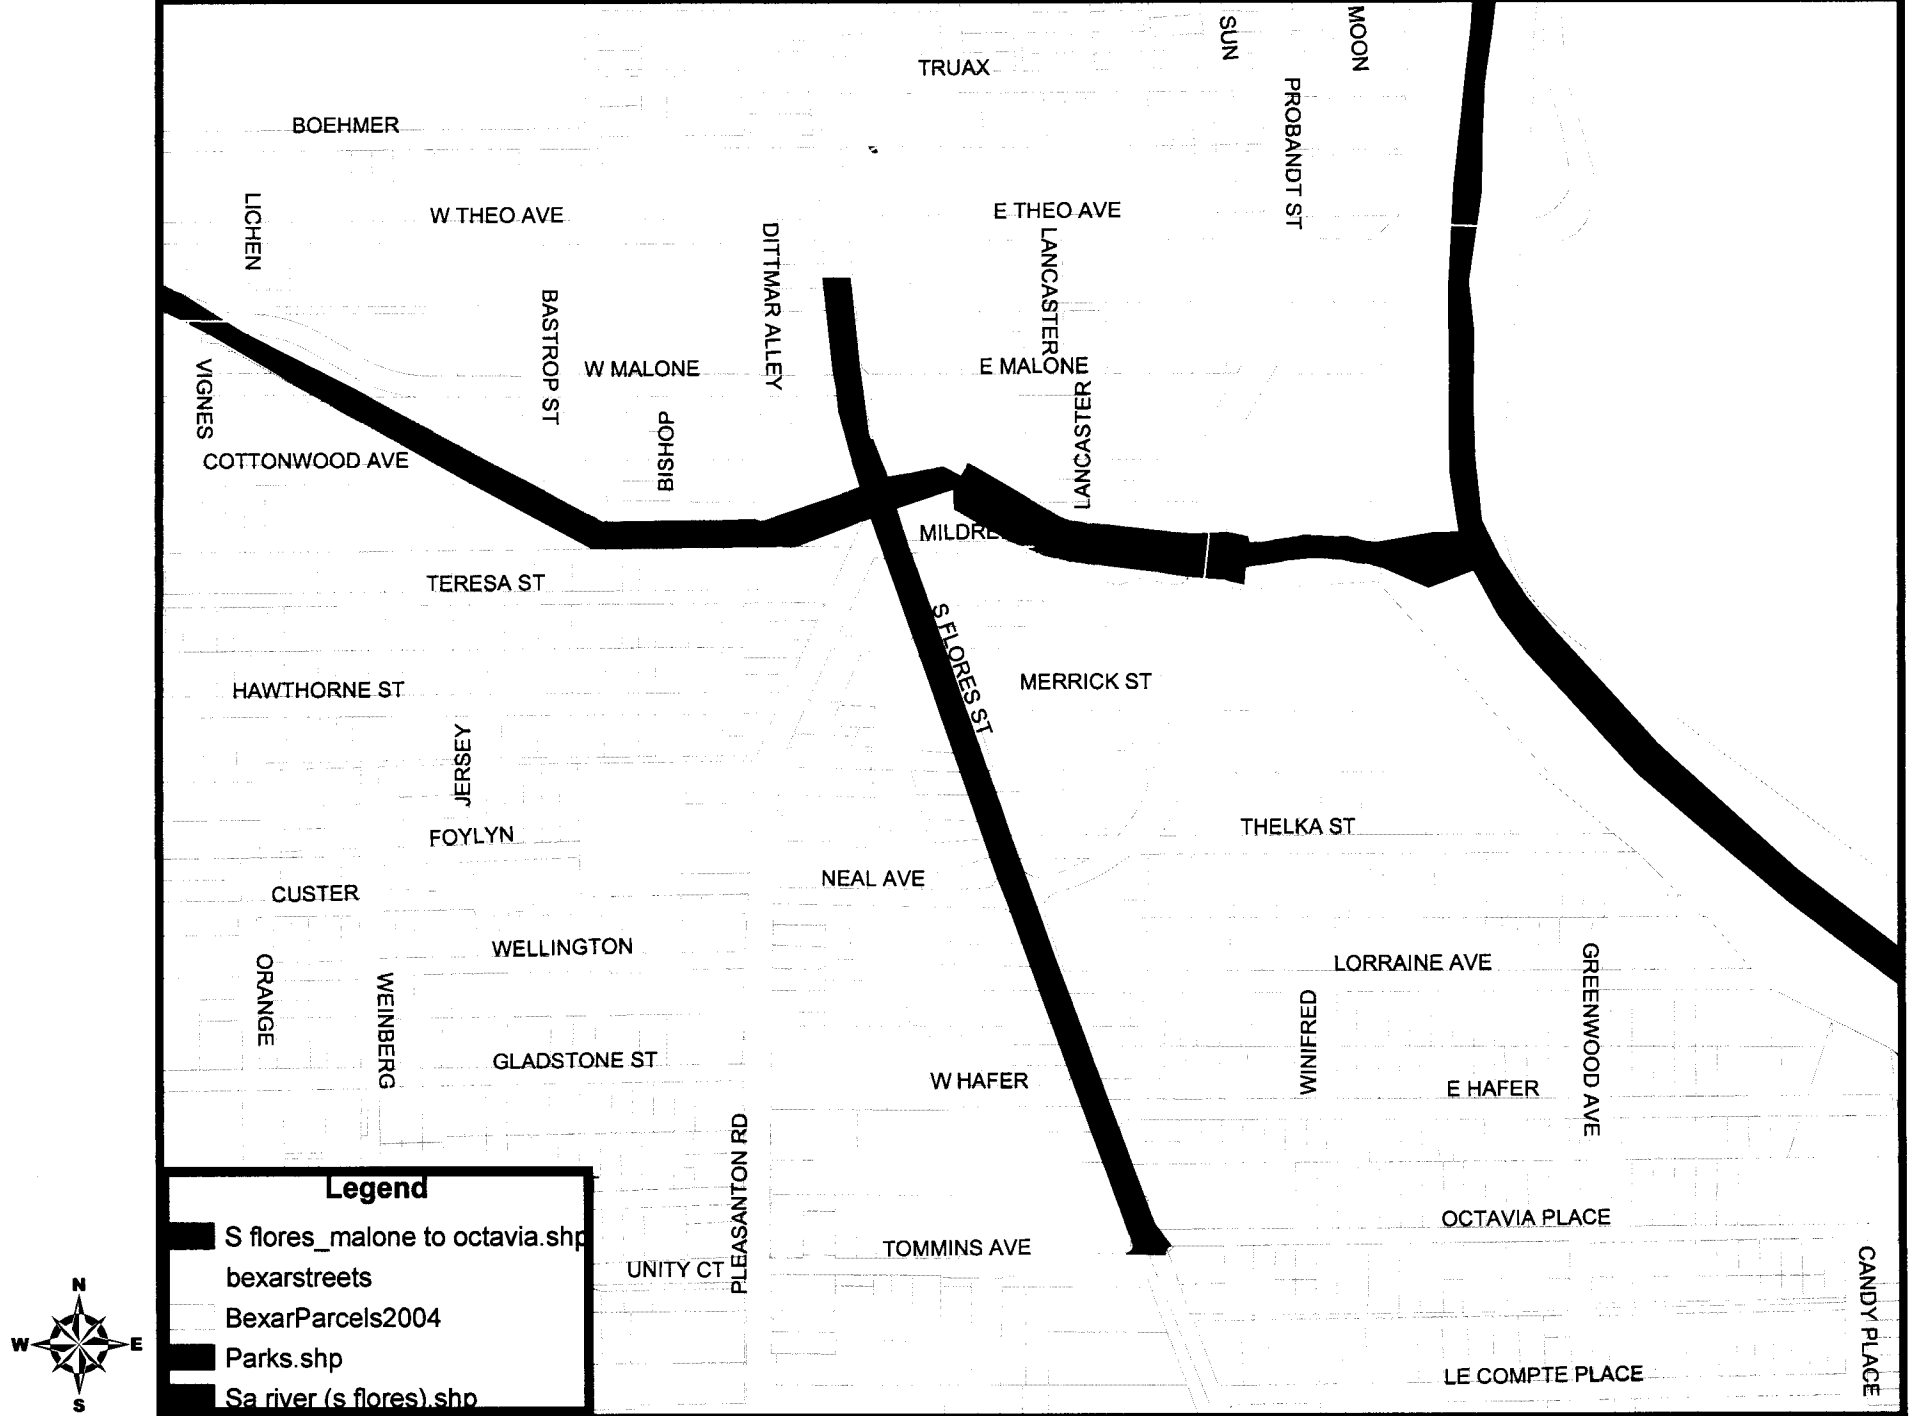 SUN
MOON
TRUAX
PROBANDT ST
BOEHMER
LICHEN
W THEO AVE
E THEO AVE
DITTMAR ALLEY
LANCASTER
BASTROP ST
VIGNES
W MALONE
E MALONE
LANCASTER
BISHOP
COTTONWOOD AVE
MILDRE
TERESA ST
S FLORES ST
HAWTHORNE ST
MERRICK ST
JERSEY
FOYLYN
THELKA ST
NEAL AVE
CUSTER
WELLINGTON
LORRAINE AVE
GREENWOOD AVE
ORANGE
WEINBERG
WINIFRED
GLADSTONE ST
W HAFER
E HAFER
PLEASANTON RD
OCTAVIA PLACE
TOMMINS AVE
UNITY CT
CANDY PLACE
LE COMPTE PLACE
Legend
S flores_malone to octavia.shp
bexarstreets
BexarParcels2004
Parks.shp
Sa river (s flores).shp
N
W E
S